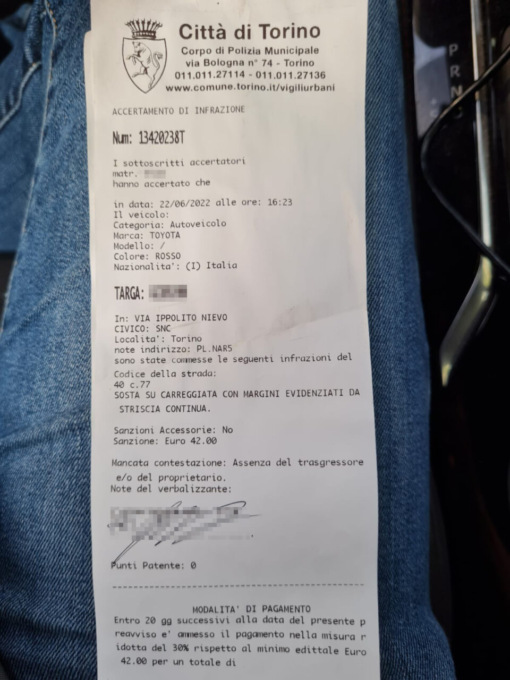 Città di Torino
Corpo di Polizia Municipale
via Bologna n° 74 - Torino
011.011.27114 - 011.011.27136
www.comune.torino.it/vigiliurbani
ACCERTAMENTO DI INFRAZIONE
Num: 13420238T
I sottoscritti accertatori
matr.
hanno accertato che
in data: 22/06/2022 alle ore: 16:23
Il veicolo:
Categoria: Autoveicolo
Marca: TOYOTA
Modello: /
Colore: ROSSO
Nazionalita': (I) Italia
TARGA:
In: VIA IPPOLITO NIEVO
CIVICO: SNC
Localita': Torino
note indirizzo: PL.NAR5
sono state commesse le seguenti infrazioni del
Codice della strada:
40 c.77
SOSTA SU CARREGGIATA CON MARGINI EVIDENZIATI DA
STRISCIA CONTINUA.
Sanzioni Accessorie: No
Sanzione: Euro 42.00
Mancata contestazione: Assenza del trasgressore
e/o del proprietario.
Note del verbalizzante:
Punti Patente: 0
MODALITA' DI PAGAMENTO
Entro 20 gg successivi alla data del presente p
reavviso e' ammesso il pagamento nella misura r
idotta del 30% rispetto al minimo edittale Euro
42.00 per un totale di
P
R
N